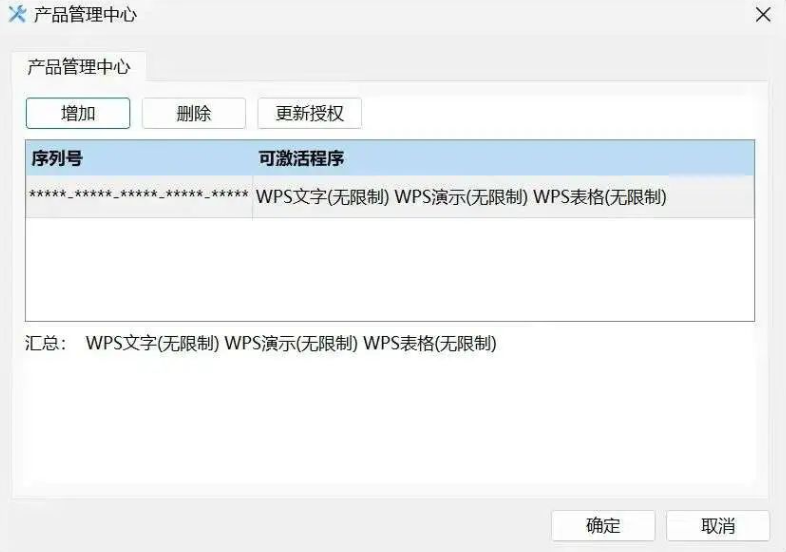 产品管理中心
产品管理中心
增加 删除 更新授权
序列号 可激活程序
*****-*****-*****-*****-***** WPS文字(无限制) WPS演示(无限制) WPS表格(无限制)
汇总： WPS文字(无限制) WPS演示(无限制) WPS表格(无限制)
确定 取消